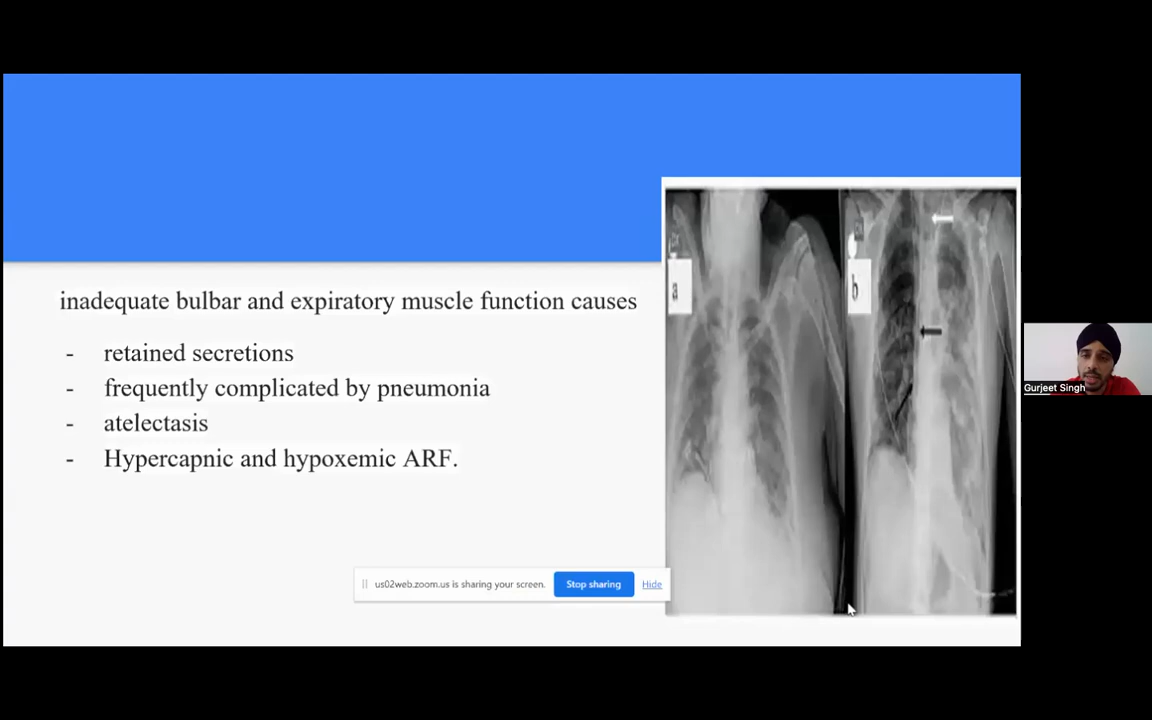 inadequate bulbar and expiratory muscle function causes
- retained secretions
- frequently complicated by pneumonia
- atelectasis
- Hypercapnic and hypoxemic ARF.
a
b
Gurjeet Singh
us02web.zoom.us is sharing your screen. Stop sharing Hide